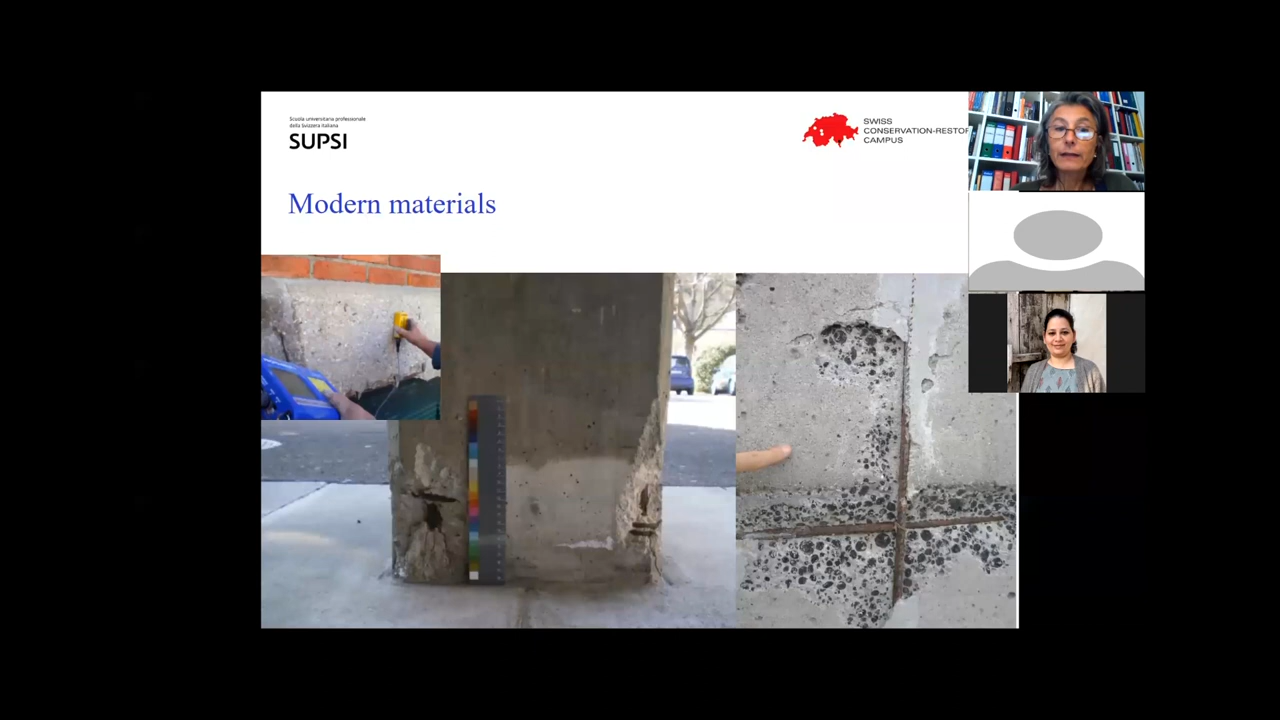 Scuola universitaria professionale
della Svizzera italiana
SUPSI
SWISS
CONSERVATION-RESTOR
CAMPUS
Modern materials